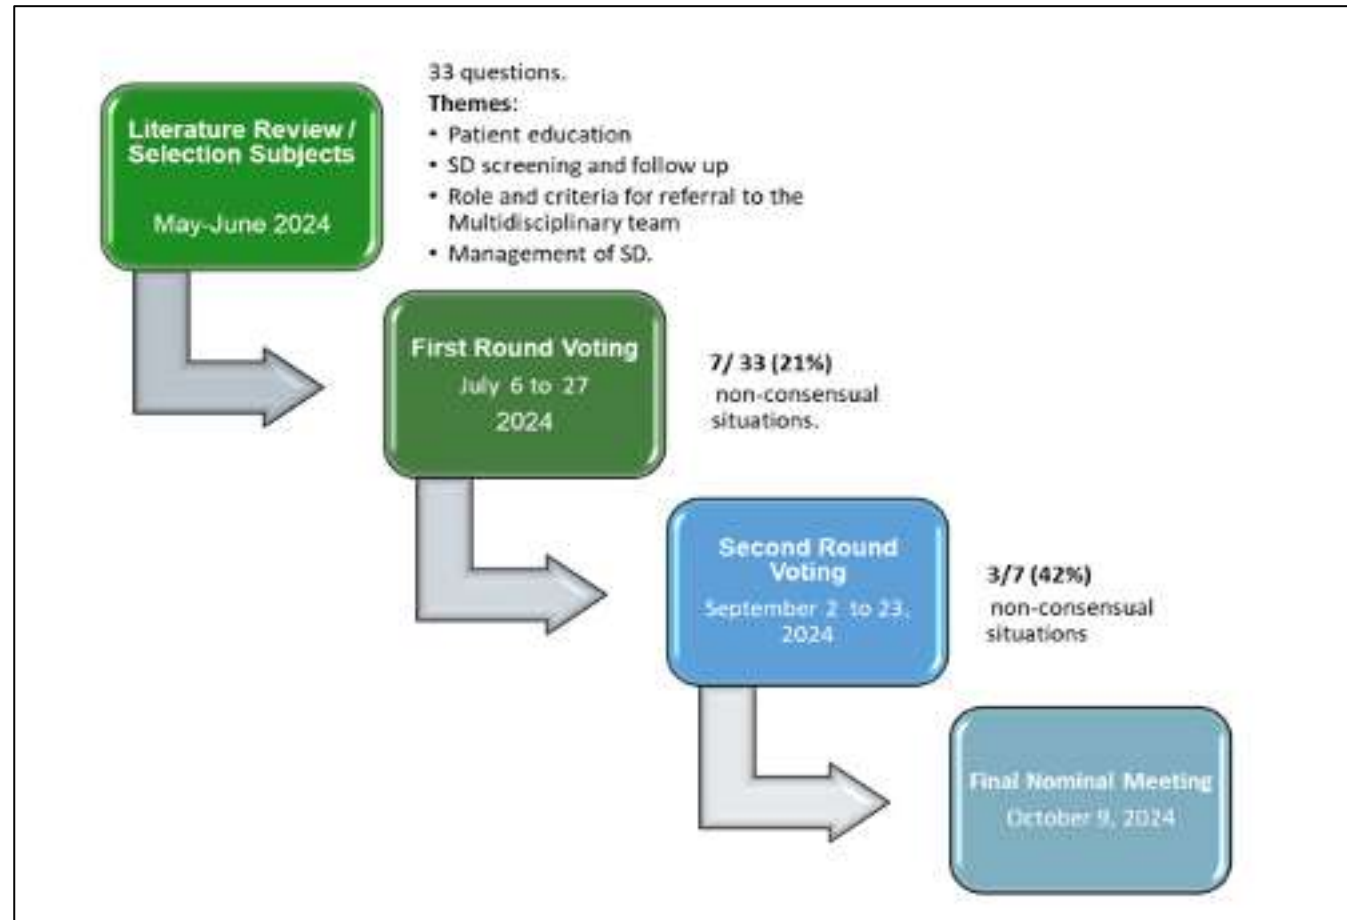 33 questions.
Themes:
• Patient education
• SD screening and follow up
• Role and criteria for referral to the
Multidisciplinary team
• Management of SD.
Literature Review /
Selection Subjects
May-June 2024
First Round Voting
July 6 to 27
2024
7/ 33 (21%)
non-consensual
situations.
Second Round
Voting
September 2 to 23,
2024
3/7 (42%)
non-consensual
situations
Final Nominal Meeting
October 9, 2024